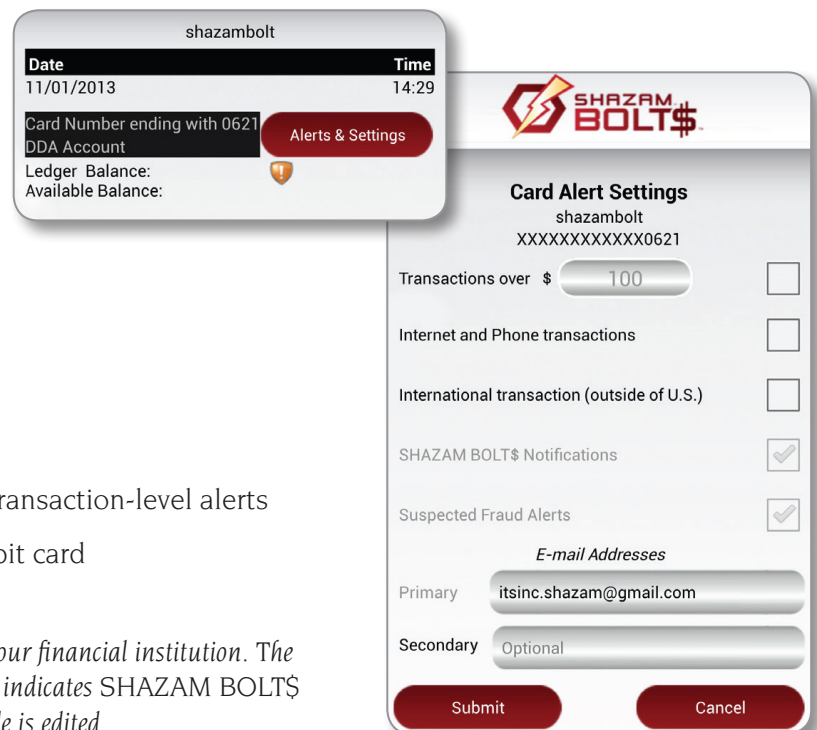 shazambolt
Date Time
11/01/2013 14:29
Card Number ending with 0621
DDA Account
Alerts & Settings
Ledger Balance:
Available Balance:
SHAZAM
BOLT$
Card Alert Settings
shazambolt
XXXXXXXXXXXX0621
Transactions over $ 100
Internet and Phone transactions
International transaction (outside of U.S.)
SHAZAM BOLT$ Notifications
Suspected Fraud Alerts
E-mail Addresses
Primary itsinc.shazam@gmail.com
Secondary Optional
Submit Cancel
transaction-level alerts
card
financial institution. The
indicates SHAZAM BOLT$
is edited